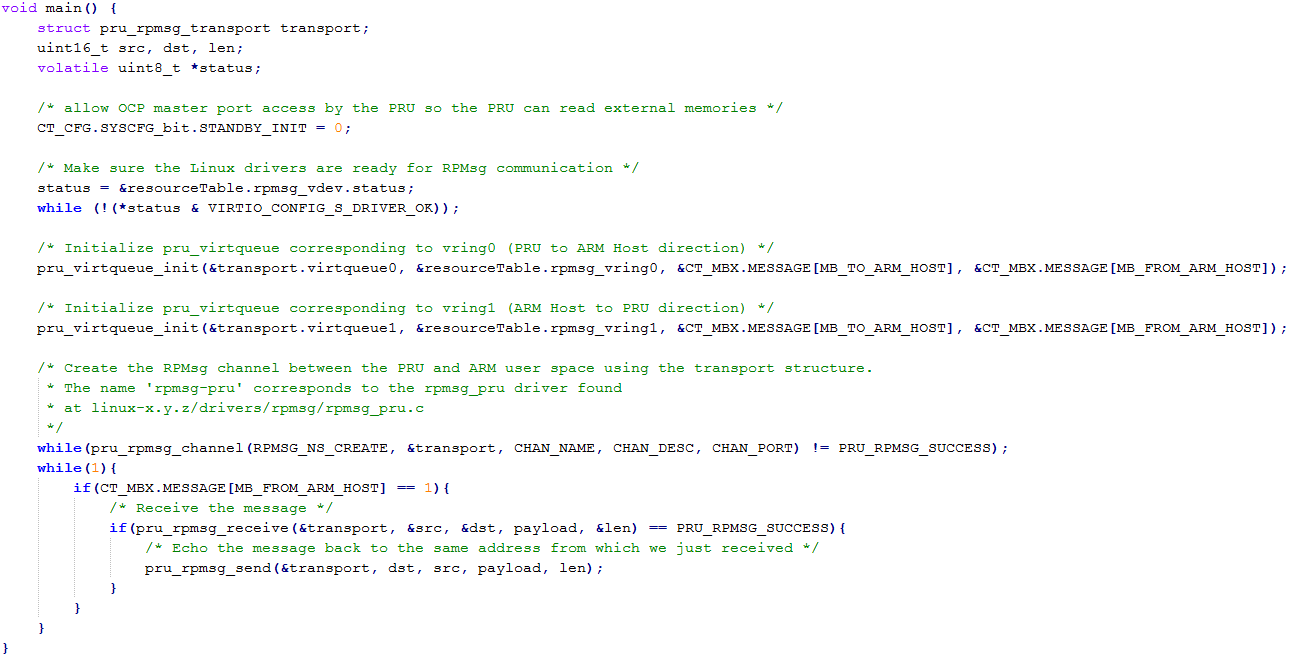 void main() {
    struct pru_rpmsg_transport transport;
    uint16_t src, dst, len;
    volatile uint8_t *status;

    /* allow OCP master port access by the PRU so the PRU can read external memories */
    CT_CFG.SYSCFG_bit.STANDBY_INIT = 0;

    /* Make sure the Linux drivers are ready for RPMsg communication */
    status = &resourceTable.rpmsg_vdev.status;
    while (!(*status & VIRTIO_CONFIG_S_DRIVER_OK));

    /* Initialize pru_virtqueue corresponding to vring0 (PRU to ARM Host direction) */
    pru_virtqueue_init(&transport.virtqueue0, &resourceTable.rpmsg_vring0, &CT_MBX.MESSAGE[MB_TO_ARM_HOST], &CT_MBX.MESSAGE[MB_FROM_ARM_HOST]);

    /* Initialize pru_virtqueue corresponding to vring1 (ARM Host to PRU direction) */
    pru_virtqueue_init(&transport.virtqueue1, &resourceTable.rpmsg_vring1, &CT_MBX.MESSAGE[MB_TO_ARM_HOST], &CT_MBX.MESSAGE[MB_FROM_ARM_HOST]);

    /* Create the RPMsg channel between the PRU and ARM user space using the transport structure.
     * The name 'rpmsg-pru' corresponds to the rpmsg_pru driver found
     * at linux-x.y.z/drivers/rpmsg/rpmsg_pru.c
     */
    while(pru_rpmsg_channel(RPMSG_NS_CREATE, &transport, CHAN_NAME, CHAN_DESC, CHAN_PORT) != PRU_RPMSG_SUCCESS);
    while(1){
        if(CT_MBX.MESSAGE[MB_FROM_ARM_HOST] == 1){
            /* Receive the message */
            if(pru_rpmsg_receive(&transport, &src, &dst, payload, &len) == PRU_RPMSG_SUCCESS){
                /* Echo the message back to the same address from which we just received */
                pru_rpmsg_send(&transport, dst, src, payload, len);
            }
        }
    }
}